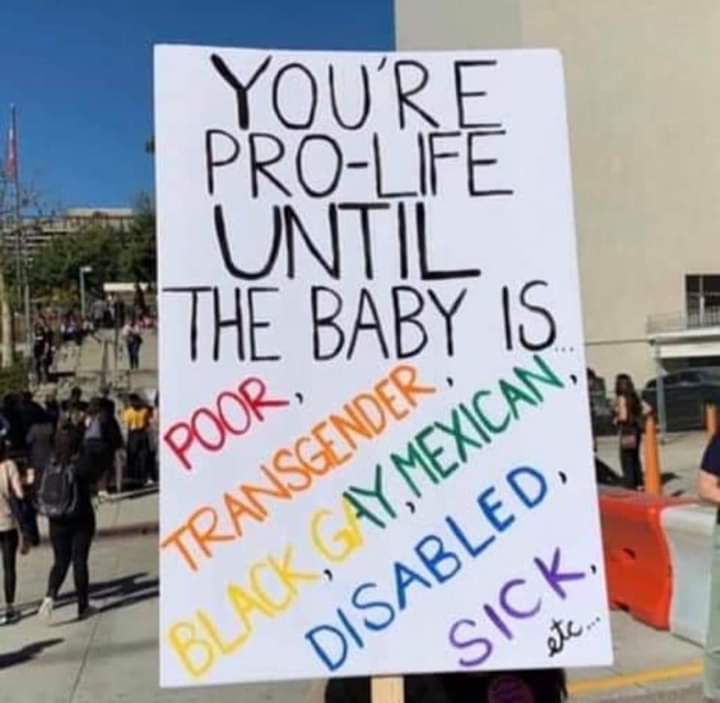 YOU'RE
PRO-LIFE
UNTIL
THE BABY IS...
POOR,
TRANSGENDER,
BLACK, GAY, MEXICAN,
DISABLED,
SICK,
etc...